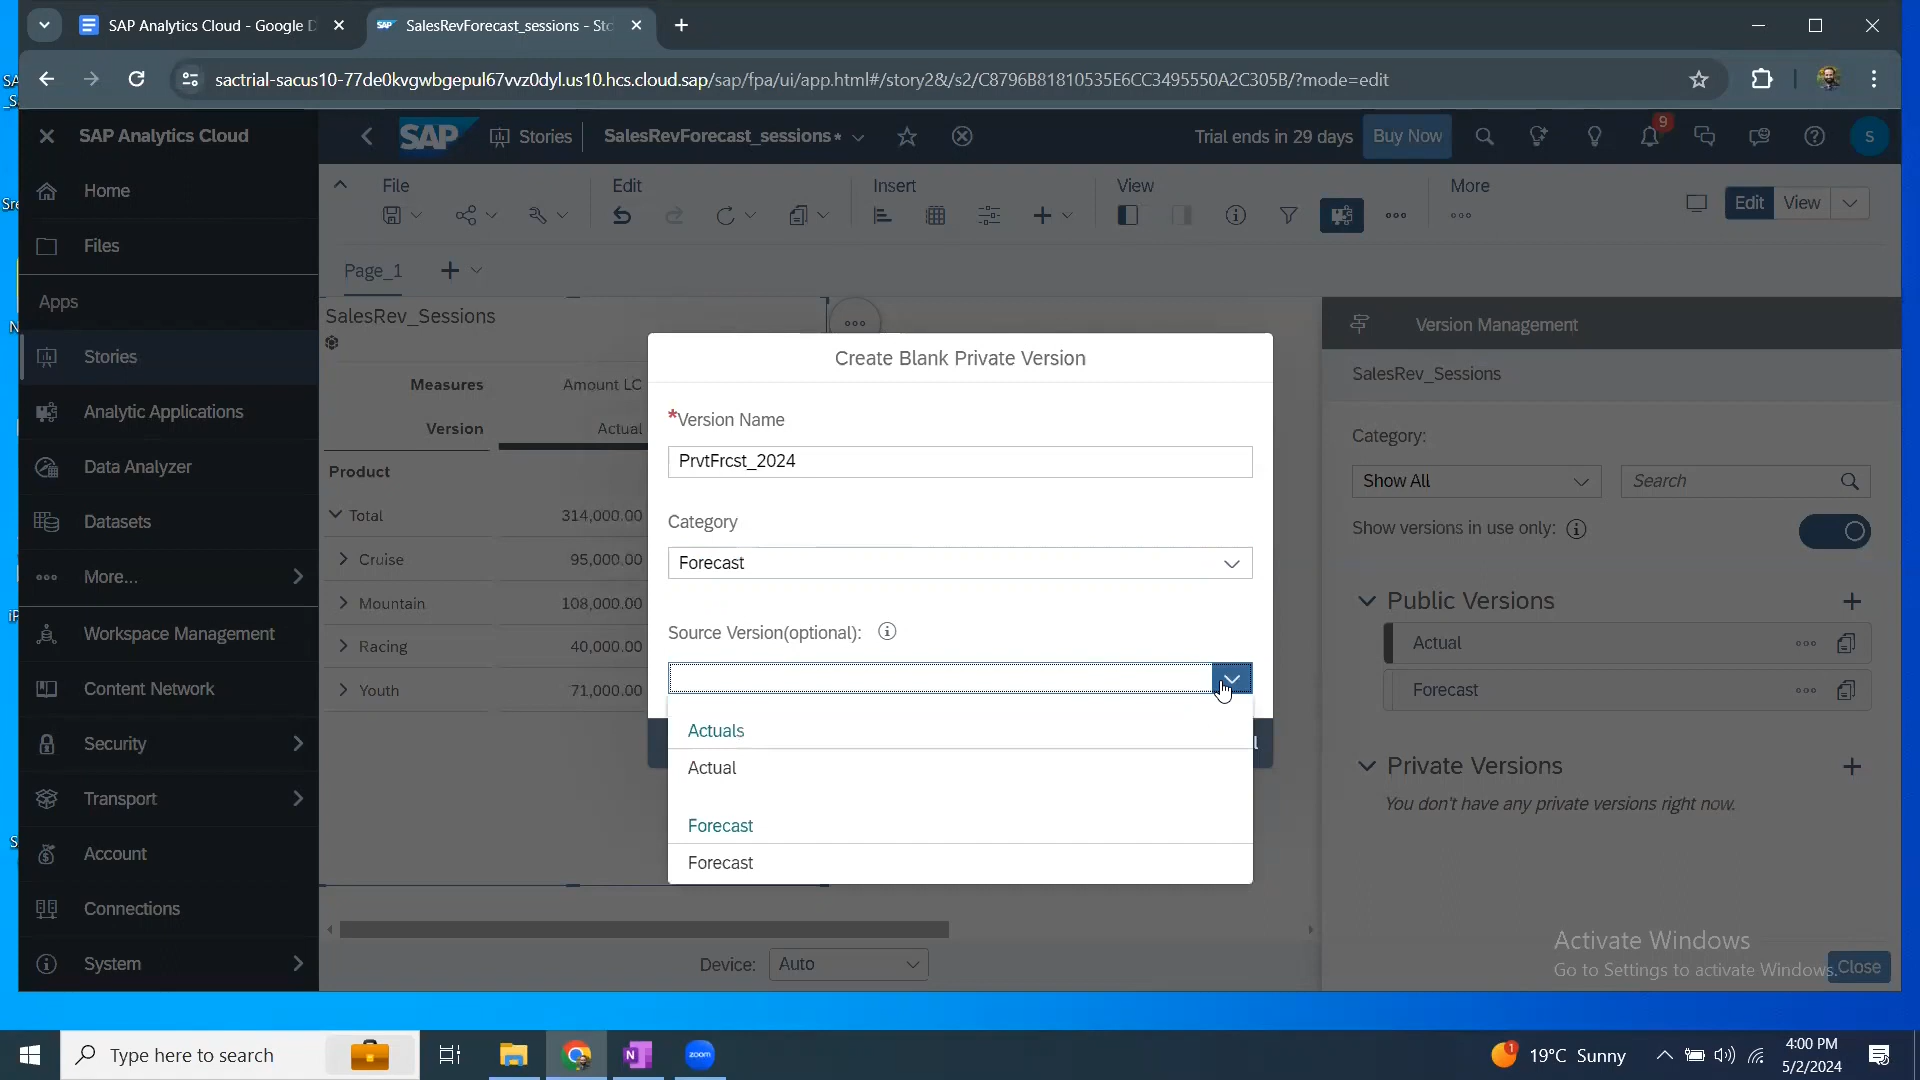 SAP Analytics Cloud - Google D
SalesRevForecast_sessions - Sto
sactrial-sacus10-77de0kvgwbgepul67vvz0dyl.us10.hcs.cloud.sap/sap/fpa/ui/app.html#/story2&/s2/C8796B81810535E6CC3495550A2C305B/?mode=edit
SAP Analytics Cloud
SAP
Stories
SalesRevForecast_sessions*
Trial ends in 29 days
Buy Now
9
S
Home
Files
Apps
Stories
Analytic Applications
Data Analyzer
Datasets
More...
Workspace Management
Content Network
Security
Transport
Account
Connections
System
File
Edit
Insert
View
More
Edit
View
Page_1
SalesRev_Sessions
Measures
Amount LC
Version
Actual
Product
Total
314,000.00
Cruise
95,000.00
Mountain
108,000.00
Racing
40,000.00
Youth
71,000.00
Create Blank Private Version
*Version Name
PrvtFrcst_2024
Category
Forecast
Source Version(optional):
Actuals
Actual
Forecast
Forecast
Version Management
SalesRev_Sessions
Category:
Show All
Search
Show versions in use only:
Public Versions
Actual
Forecast
Private Versions
You don't have any private versions right now.
Device:
Auto
Activate Windows
Go to Settings to activate Windows.
Close
Type here to search
zoom
1
19°C Sunny
4:00 PM
5/2/2024